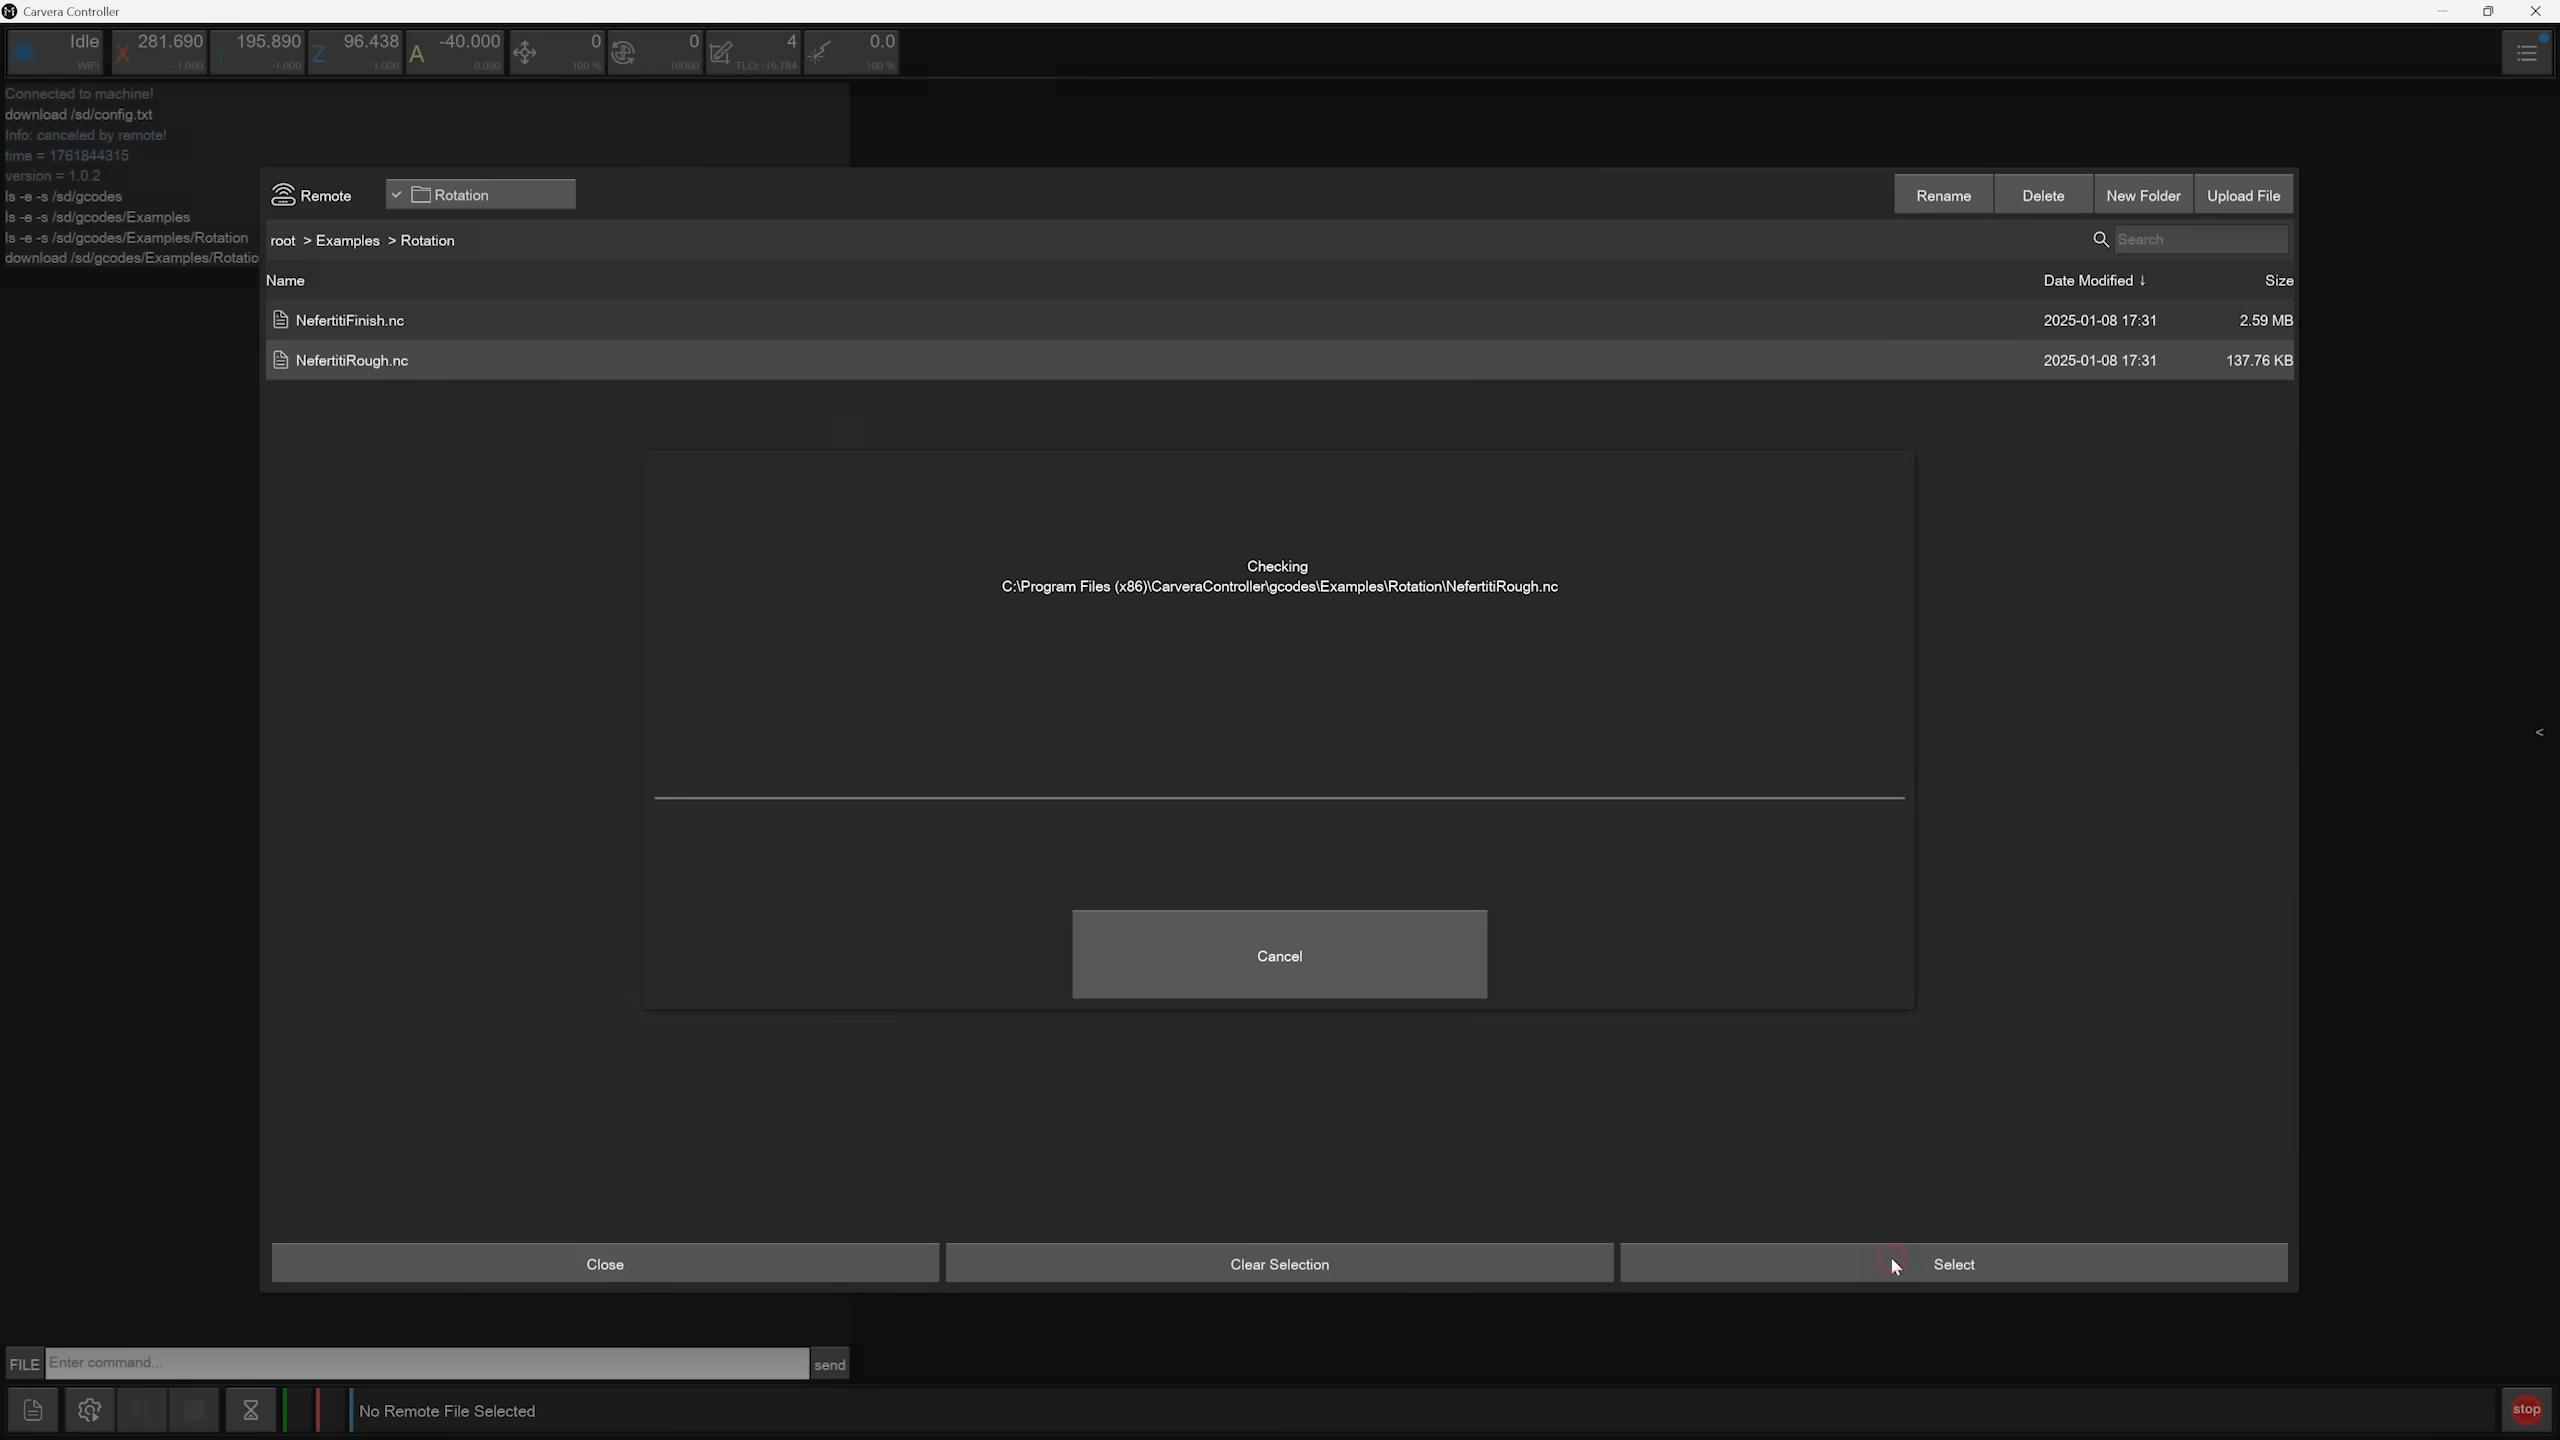 Carvera Controller
Idle
WiFi
X 281.690
-1.000
Y 195.890
-1.000
Z 96.438
-1.000
A -40.000
0.000
0
100 %
0
10000
4
TLO: -15.784
0.0
100 %
Connected to machine!
download /sd/config.txt
Info: canceled by remote!
time = 1761844315
version = 1.0.2
ls -e -s /sd/gcodes
ls -e -s /sd/gcodes/Examples
ls -e -s /sd/gcodes/Examples/Rotation
download /sd/gcodes/Examples/Rotatio
Remote
Rotation
Rename
Delete
New Folder
Upload File
root > Examples > Rotation
Search
Name
Date Modified ↓
Size
NefertitiFinish.nc
2025-01-08 17:31
2.59 MB
NefertitiRough.nc
2025-01-08 17:31
137.76 KB
Checking
C:\Program Files (x86)\CarveraController\gcodes\Examples\Rotation\NefertitiRough.nc
<
Cancel
Close
Clear Selection
Select
FILE
Enter command...
send
No Remote File Selected
stop